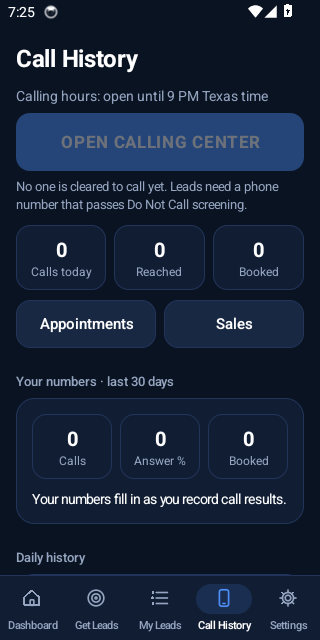 7:25
Call History
Calling hours: open until 9 PM Texas time
OPEN CALLING CENTER
No one is cleared to call yet. Leads need a phone
number that passes Do Not Call screening.
0 0 0
Calls today Reached Booked
Appointments Sales
Your numbers · last 30 days
0 0 0
Calls Answer % Booked
Your numbers fill in as you record call results.
Daily history
Dashboard Get Leads My Leads Call History Settings